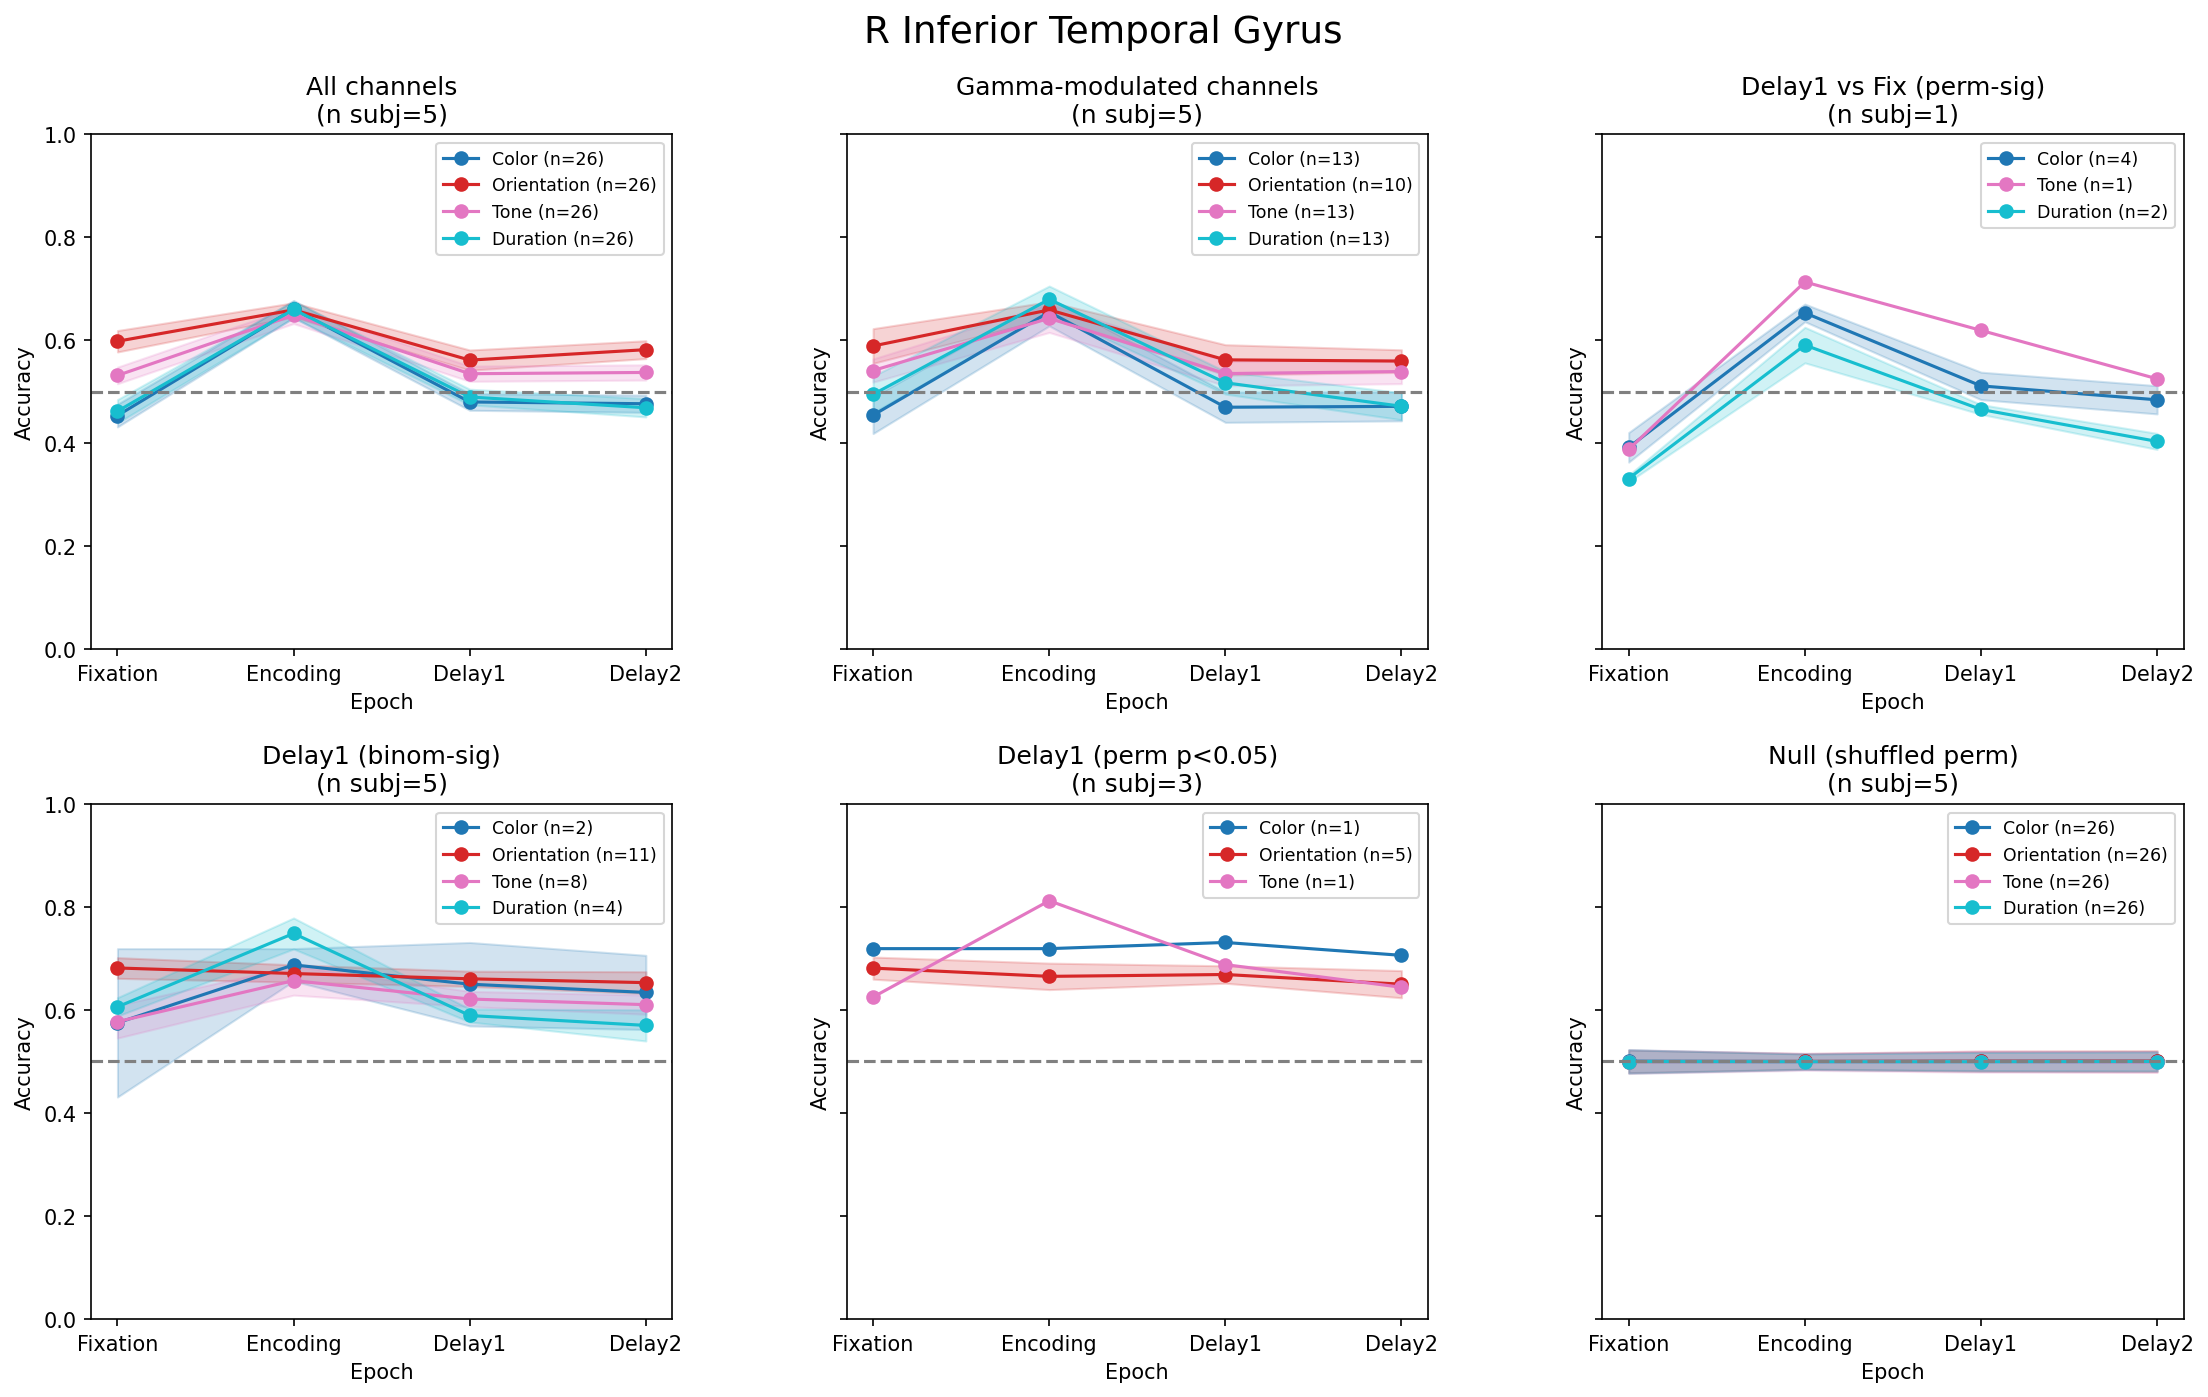 R Inferior Temporal Gyrus
All channels
(n subj=5)
1.0
0.8
0.6
0.4
0.2
0.0
Accuracy
Color (n=26)
Orientation (n=26)
Tone (n=26)
Duration (n=26)
Fixation Encoding Delay1 Delay2
Epoch
Gamma-modulated channels
(n subj=5)
Accuracy
Color (n=13)
Orientation (n=10)
Tone (n=13)
Duration (n=13)
Fixation Encoding Delay1 Delay2
Epoch
Delay1 vs Fix (perm-sig)
(n subj=1)
Accuracy
Color (n=4)
Tone (n=1)
Duration (n=2)
Fixation Encoding Delay1 Delay2
Epoch
Delay1 (binom-sig)
(n subj=5)
1.0
0.8
0.6
0.4
0.2
0.0
Accuracy
Color (n=2)
Orientation (n=11)
Tone (n=8)
Duration (n=4)
Fixation Encoding Delay1 Delay2
Epoch
Delay1 (perm p<0.05)
(n subj=3)
Accuracy
Color (n=1)
Orientation (n=5)
Tone (n=1)
Fixation Encoding Delay1 Delay2
Epoch
Null (shuffled perm)
(n subj=5)
Accuracy
Color (n=26)
Orientation (n=26)
Tone (n=26)
Duration (n=26)
Fixation Encoding Delay1 Delay2
Epoch